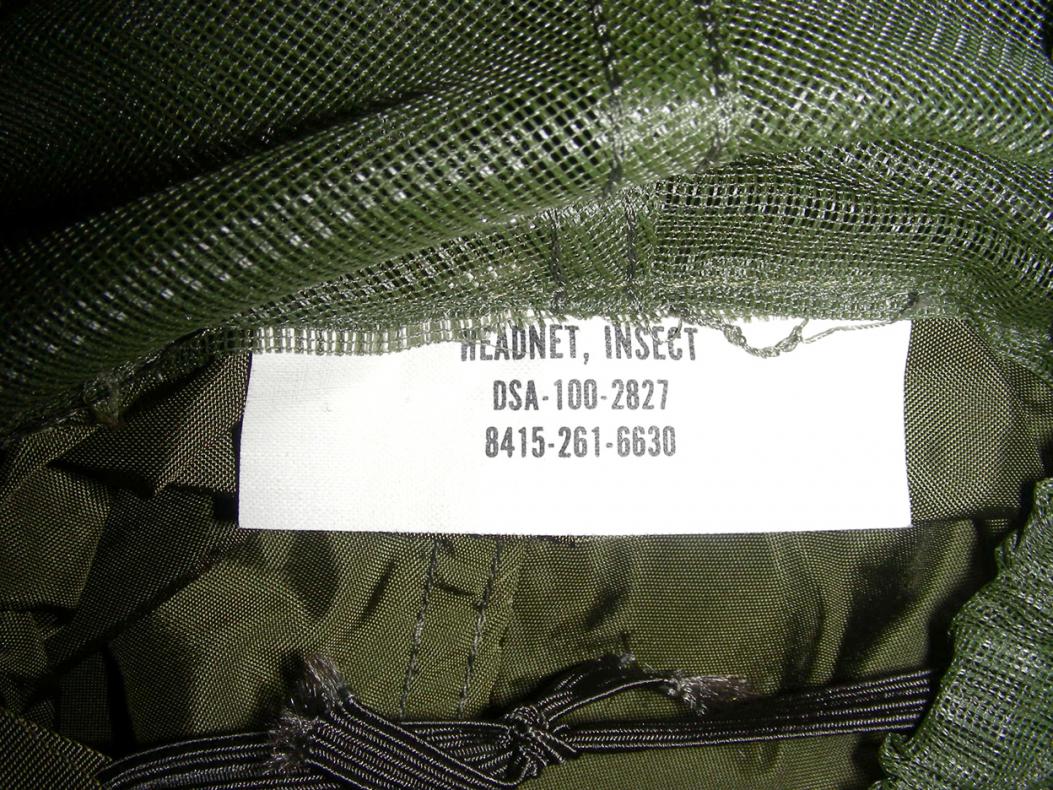 HEADNET, INSECT
DSA-100-2827
8415-261-6630